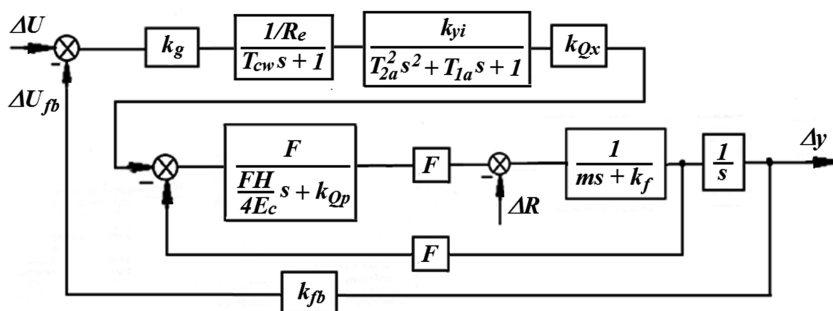 ΔU
k_g
1/R_e
T_cw s + 1
k_yi
T_2a^2 s^2 + T_1a s + 1
k_Qx
-
ΔU_fb
F
FH
4E_c
s + k_Qp
F
1
ms + k_f
1
s
Δy
-
-
ΔR
F
k_fb